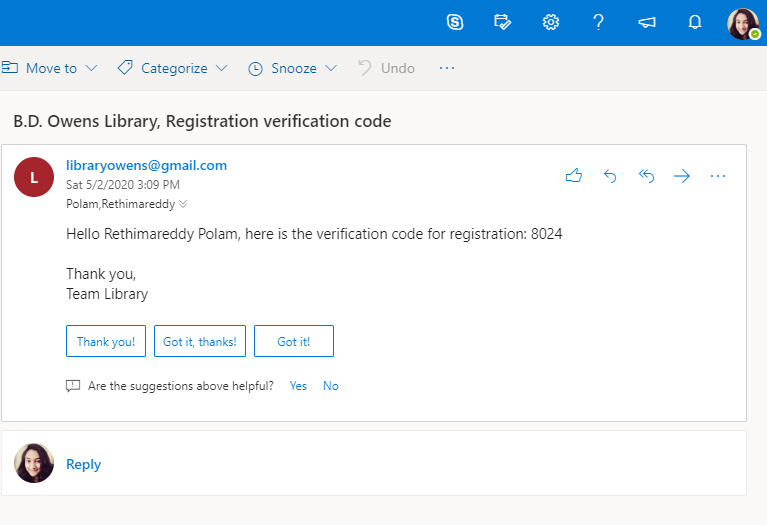 Move to Categorize Snooze Undo ...
B.D. Owens Library, Registration verification code
L
libraryowens@gmail.com
Sat 5/2/2020 3:09 PM
Polam,Rethimareddy
Hello Rethimareddy Polam, here is the verification code for registration: 8024
Thank you,
Team Library
Thank you! Got it, thanks! Got it!
Are the suggestions above helpful? Yes No
Reply